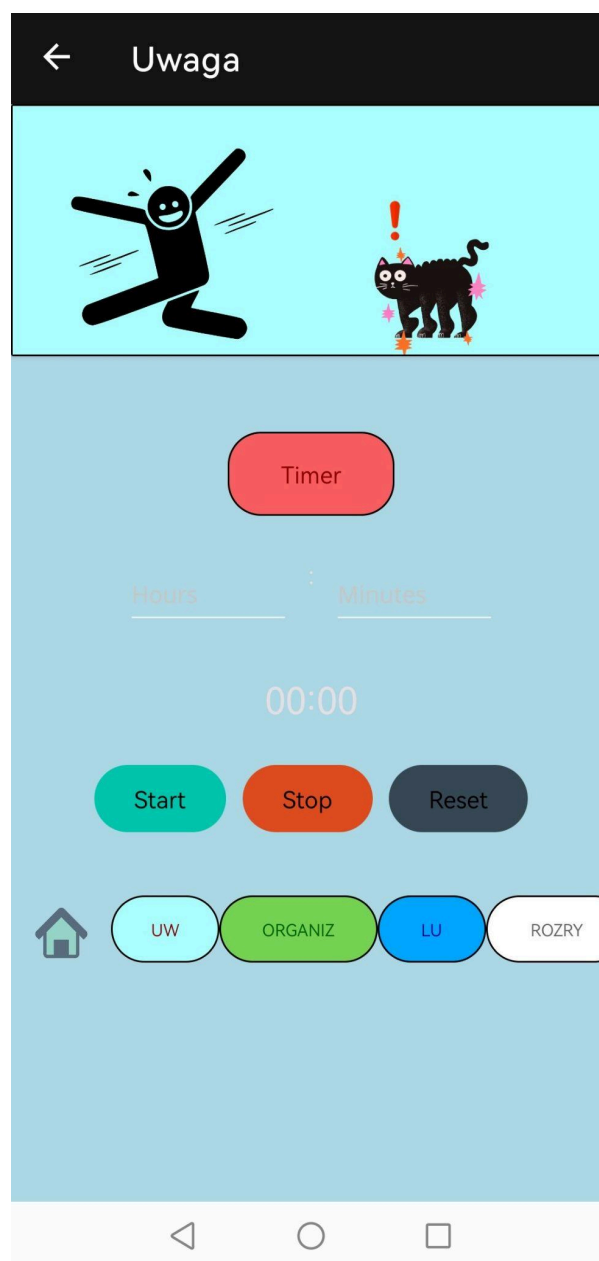 Uwaga
Timer
Hours : Minutes
00:00
Start Stop Reset
UW ORGANIZ LU ROZRY